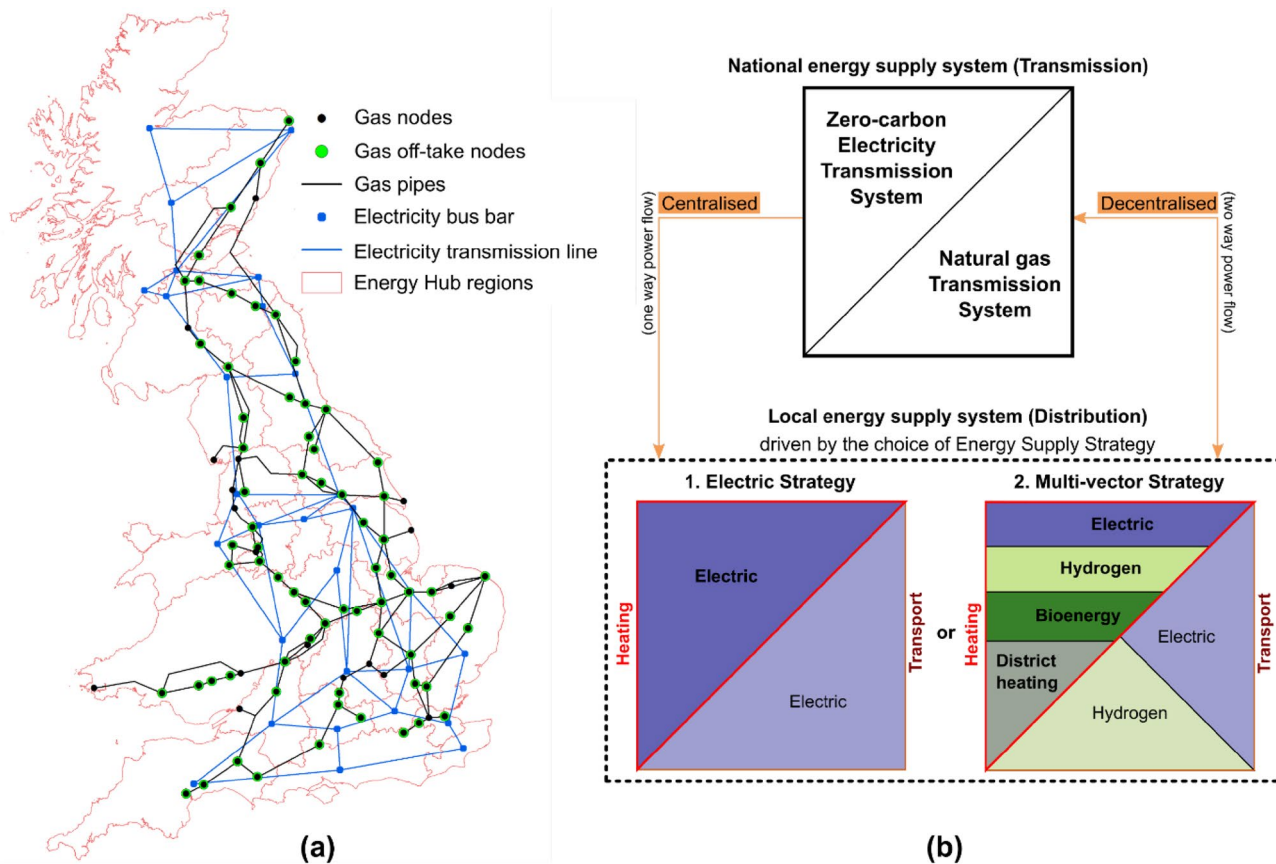 Gas nodes
Gas off-take nodes
Gas pipes
Electricity bus bar
Electricity transmission line
Energy Hub regions
(a)
National energy supply system (Transmission)
Zero-carbon
Electricity
Transmission
System
Natural gas
Transmission
System
Centralised
(one way power flow)
Decentralised
(two way power flow)
Local energy supply system (Distribution)
driven by the choice of Energy Supply Strategy
1. Electric Strategy
Heating
Electric
Electric
Transport
or
2. Multi-vector Strategy
Heating
Electric
Hydrogen
Bioenergy
District
heating
Electric
Hydrogen
Transport
(b)